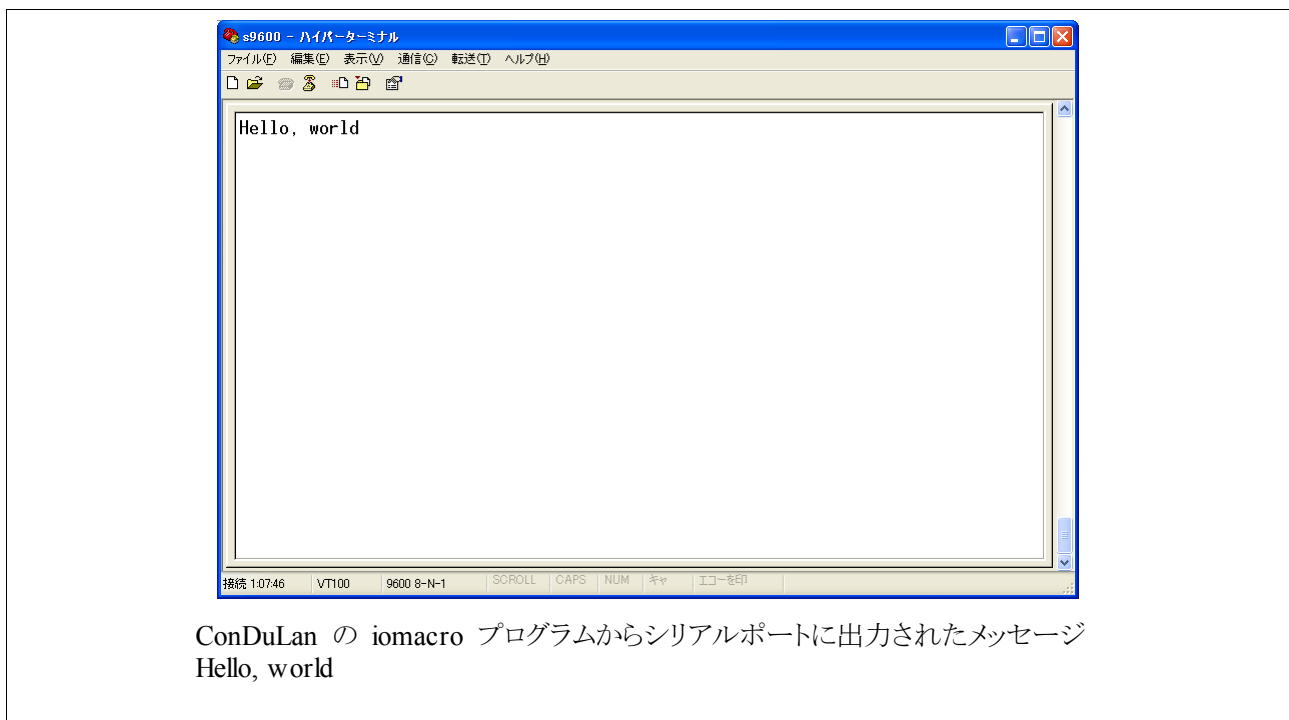 s9600 - ハイパーターミナル
ファイル(F) 編集(E) 表示(V) 通信(C) 転送(T) ヘルプ(H)
Hello, world
接続 1:07:46 VT100 9600 8-N-1 SCROLL CAPS NUM キャ エコーを印
ConDuLan の iomacro プログラムからシリアルポートに出力されたメッセージ
Hello, world